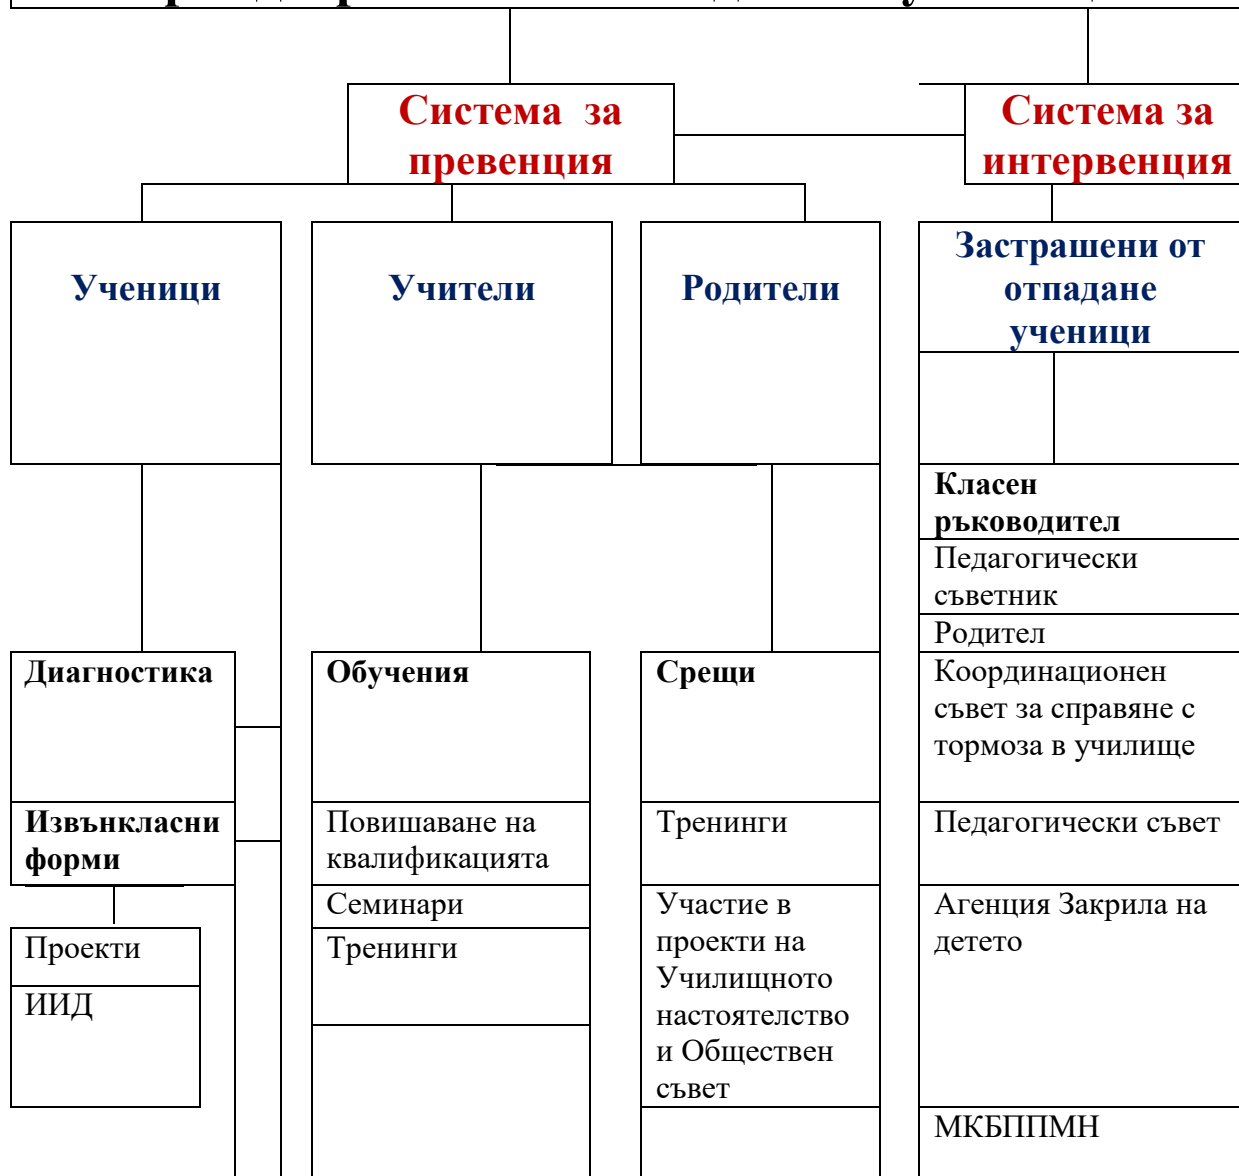 Система за
превенция
Система за
интервенция
Ученици
Учители
Родители
Застрашени от
отпадане
ученици
Класен
ръководител
Педагогически
съветник
Родител
Диагностика
Обучения
Срещи
Координационен
съвет за справяне с
тормоза в училище
Извънкласни
форми
Повишаване на
квалификацията
Тренинги
Педагогически съвет
Семинари
Тренинги
Участие в
проекти на
Училищното
настоятелство
и Обществен
съвет
Агенция Закрила на
детето
Проекти
ИИД
МКБППМН